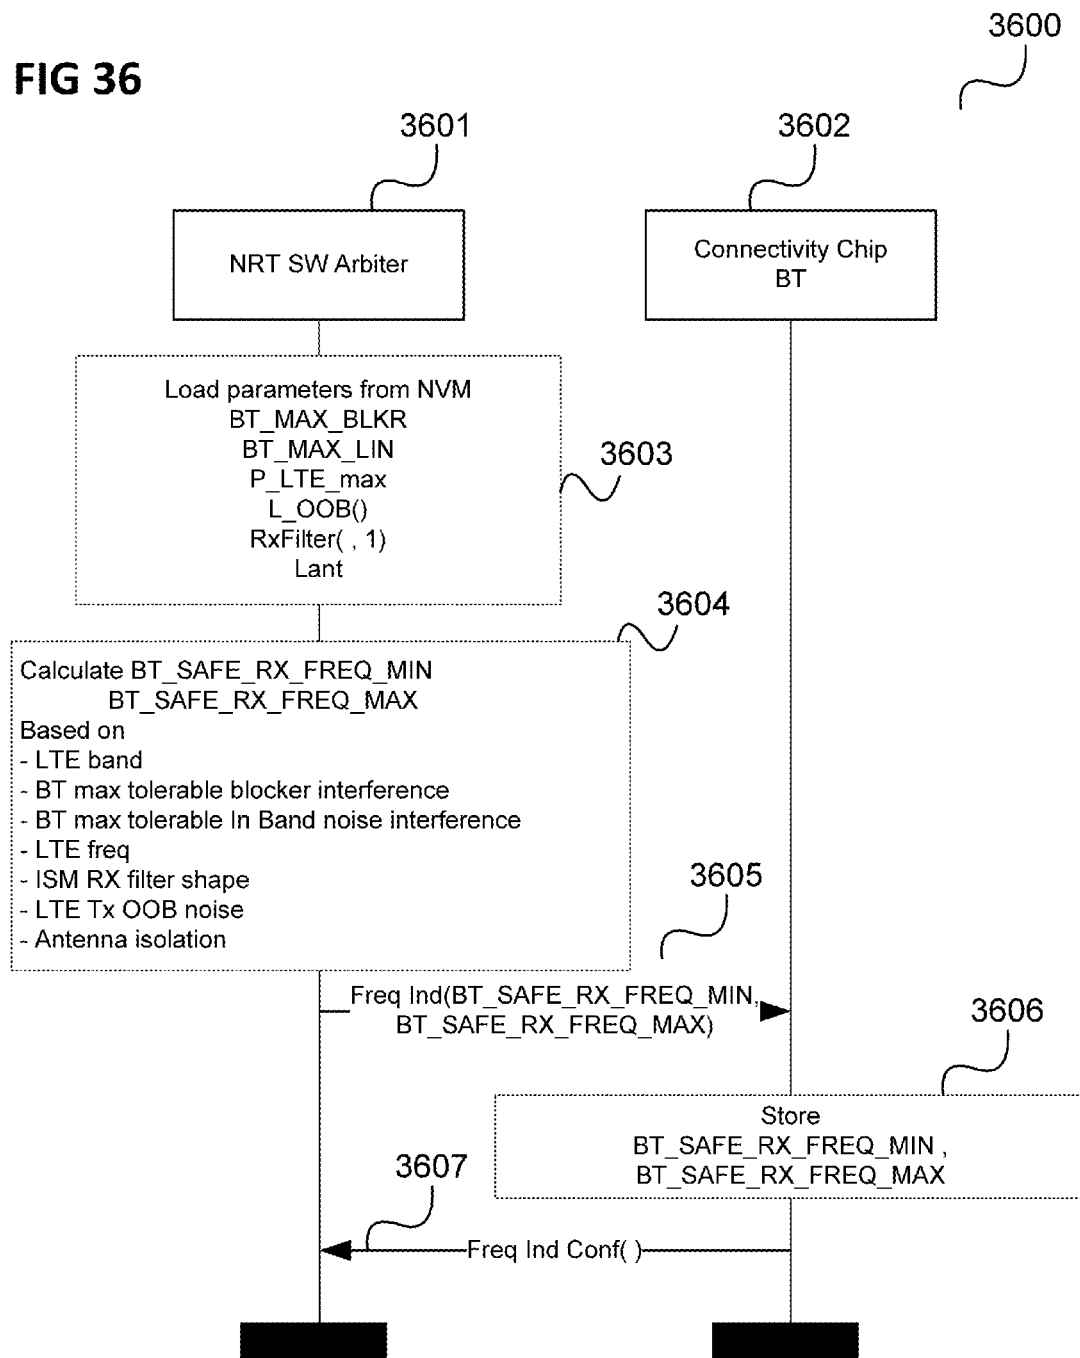 3600
FIG 36
3601
3602
NRT SW Arbiter
Connectivity Chip
BT
Load parameters from NVM
BT_MAX_BLKR
BT_MAX_LIN
P_LTE_max
L_OOB()
RxFilter( , 1)
Lant
3603
3604
Calculate BT_SAFE_RX_FREQ_MIN
BT_SAFE_RX_FREQ_MAX
Based on
- LTE band
- BT max tolerable blocker interference
- BT max tolerable In Band noise interference
- LTE freq
- ISM RX filter shape
- LTE Tx OOB noise
- Antenna isolation
3605
Freq Ind(BT_SAFE_RX_FREQ_MIN,
BT_SAFE_RX_FREQ_MAX)
3606
Store
BT_SAFE_RX_FREQ_MIN ,
BT_SAFE_RX_FREQ_MAX
3607
Freq Ind Conf( )